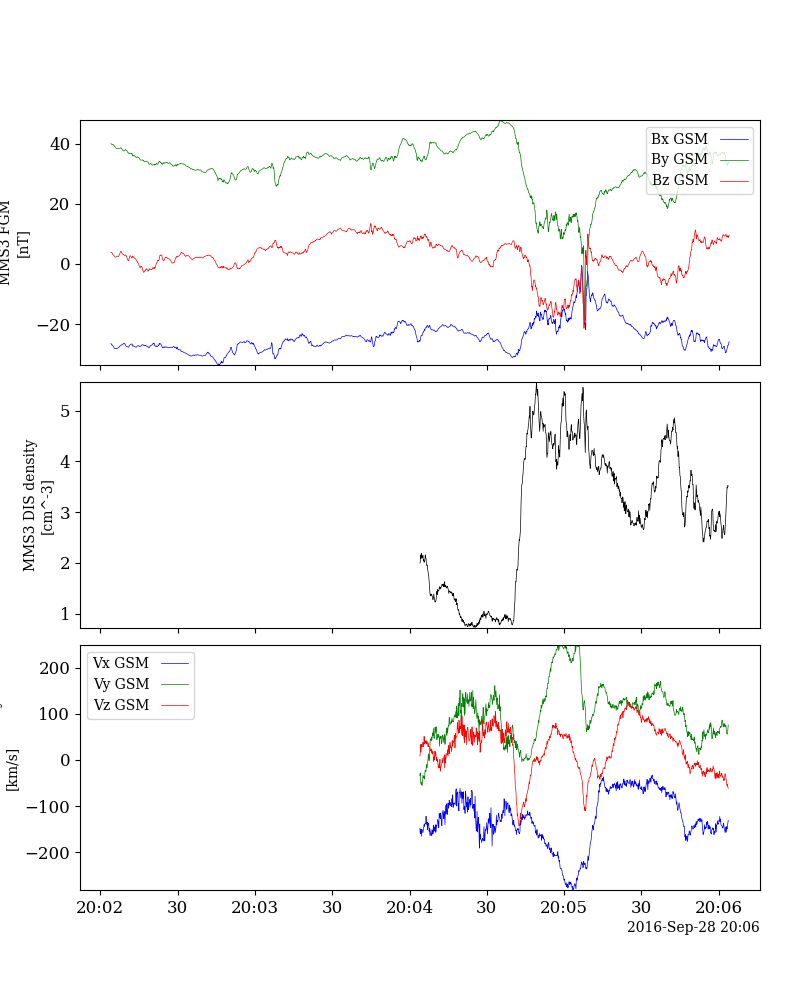 40
20
0
−20
MMS3 FGM
[nT]
Bx GSM
By GSM
Bz GSM
5
4
3
2
1
MMS3 DIS density
[cm^-3]
200
100
0
−100
−200
[km/s]
Vx GSM
Vy GSM
Vz GSM
20:02 30 20:03 30 20:04 30 20:05 30 20:06
2016-Sep-28 20:06